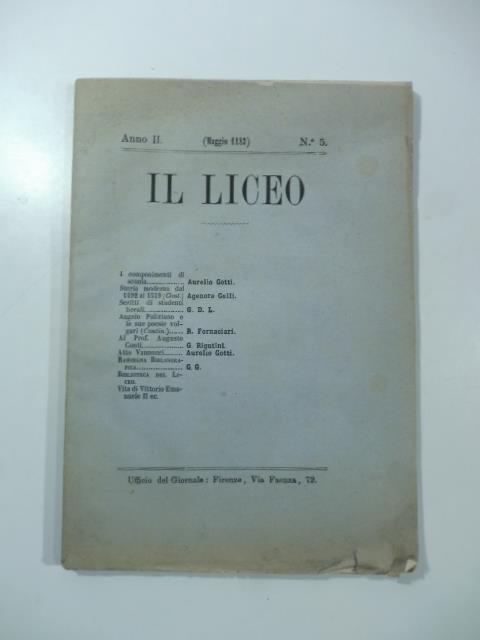 Anno II. (Maggio 1883) N.° 5.
IL LICEO
I componimenti di
scuola................ Aurelio Gotti.
Storia moderna dal
1492 al 1519 (Cont.) Agenore Gelli.
Scritti di studenti
liceali................ G. D. L.
Angelo Poliziano e
le sue poesie vol-
gari (Contin.)...... R. Fornaciari.
Al Prof. Augusto
Conti................ G. Rigutini.
Atto Vannucci......... Aurelio Gotti.
RASSEGNA BIBLIOGRA-
FICA................ G. G.
BIBLIOTECA DEL LI-
CEO.
Vita di Vittorio Ema-
nuele II ec.
Ufficio del Giornale: Firenze, Via Faenza, 72.